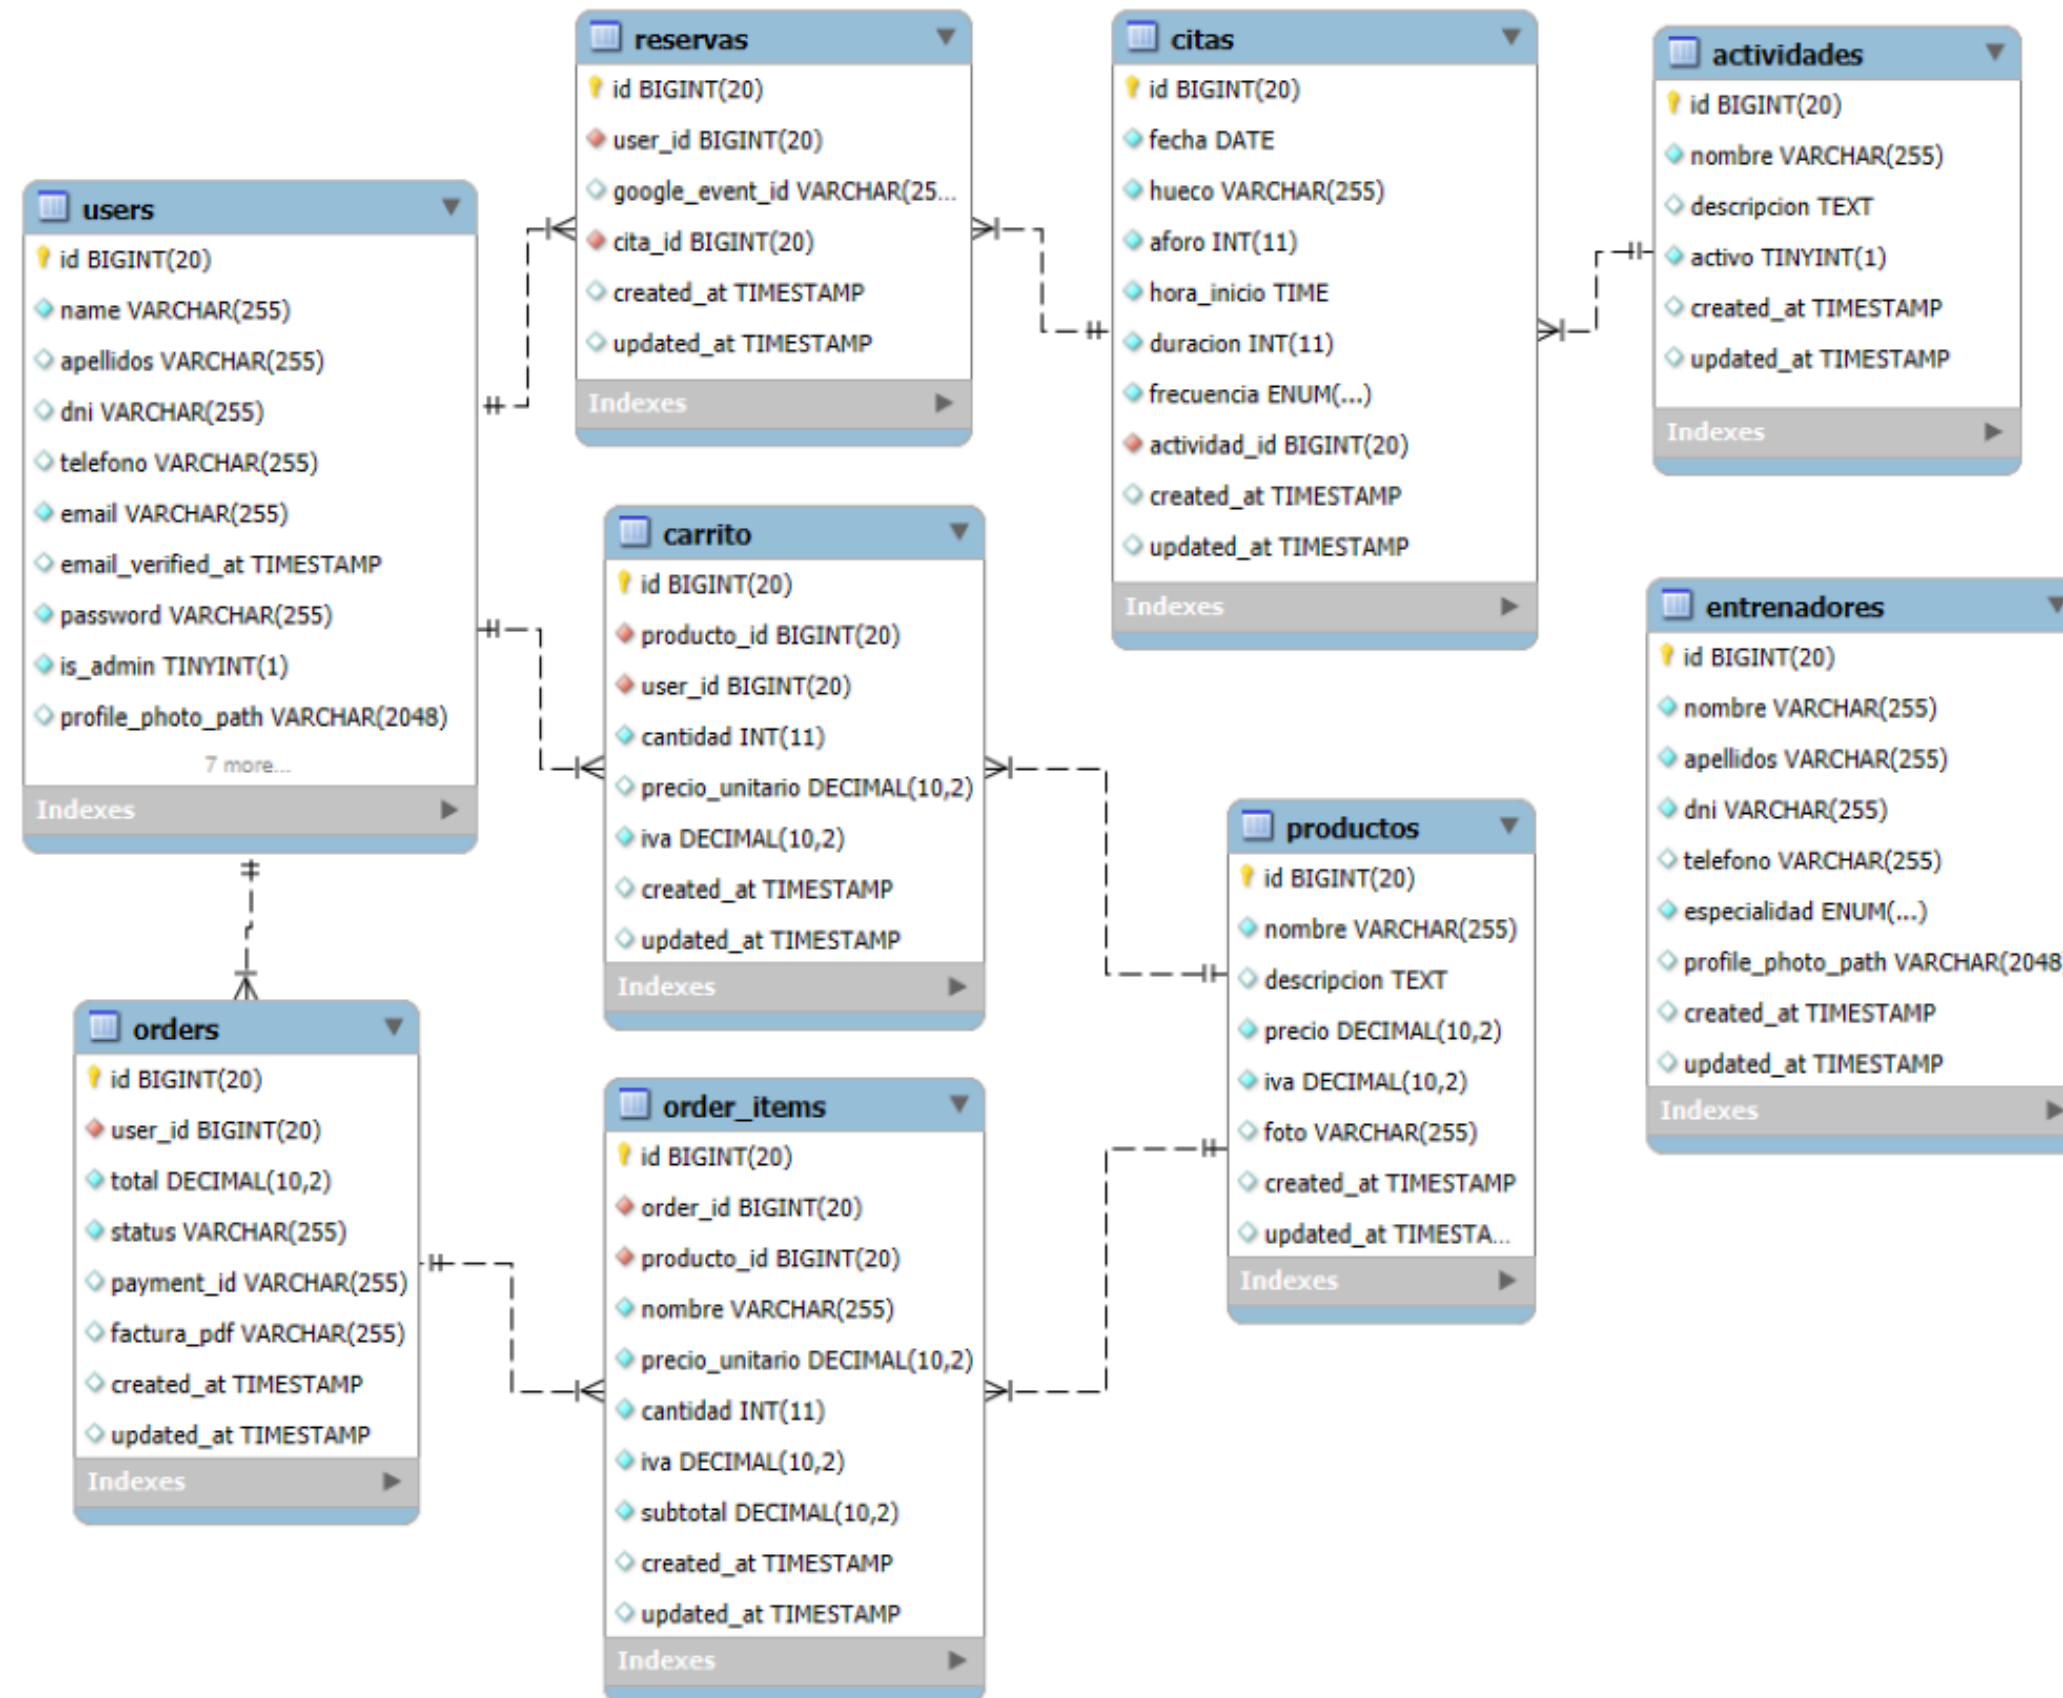 reservas
id BIGINT(20)
user_id BIGINT(20)
google_event_id VARCHAR(25...
cita_id BIGINT(20)
created_at TIMESTAMP
updated_at TIMESTAMP
Indexes
citas
id BIGINT(20)
fecha DATE
hueco VARCHAR(255)
aforo INT(11)
hora_inicio TIME
duracion INT(11)
frecuencia ENUM(...)
actividad_id BIGINT(20)
created_at TIMESTAMP
updated_at TIMESTAMP
Indexes
actividades
id BIGINT(20)
nombre VARCHAR(255)
descripcion TEXT
activo TINYINT(1)
created_at TIMESTAMP
updated_at TIMESTAMP
Indexes
users
id BIGINT(20)
name VARCHAR(255)
apellidos VARCHAR(255)
dni VARCHAR(255)
telefono VARCHAR(255)
email VARCHAR(255)
email_verified_at TIMESTAMP
password VARCHAR(255)
is_admin TINYINT(1)
profile_photo_path VARCHAR(2048)
7 more...
Indexes
carrito
id BIGINT(20)
producto_id BIGINT(20)
user_id BIGINT(20)
cantidad INT(11)
precio_unitario DECIMAL(10,2)
iva DECIMAL(10,2)
created_at TIMESTAMP
updated_at TIMESTAMP
Indexes
entrenadores
id BIGINT(20)
nombre VARCHAR(255)
apellidos VARCHAR(255)
dni VARCHAR(255)
telefono VARCHAR(255)
especialidad ENUM(...)
profile_photo_path VARCHAR(2048
created_at TIMESTAMP
updated_at TIMESTAMP
Indexes
productos
id BIGINT(20)
nombre VARCHAR(255)
descripcion TEXT
precio DECIMAL(10,2)
iva DECIMAL(10,2)
foto VARCHAR(255)
created_at TIMESTAMP
updated_at TIMESTA...
Indexes
orders
id BIGINT(20)
user_id BIGINT(20)
total DECIMAL(10,2)
status VARCHAR(255)
payment_id VARCHAR(255)
factura_pdf VARCHAR(255)
created_at TIMESTAMP
updated_at TIMESTAMP
Indexes
order_items
id BIGINT(20)
order_id BIGINT(20)
producto_id BIGINT(20)
nombre VARCHAR(255)
precio_unitario DECIMAL(10,2)
cantidad INT(11)
iva DECIMAL(10,2)
subtotal DECIMAL(10,2)
created_at TIMESTAMP
updated_at TIMESTAMP
Indexes